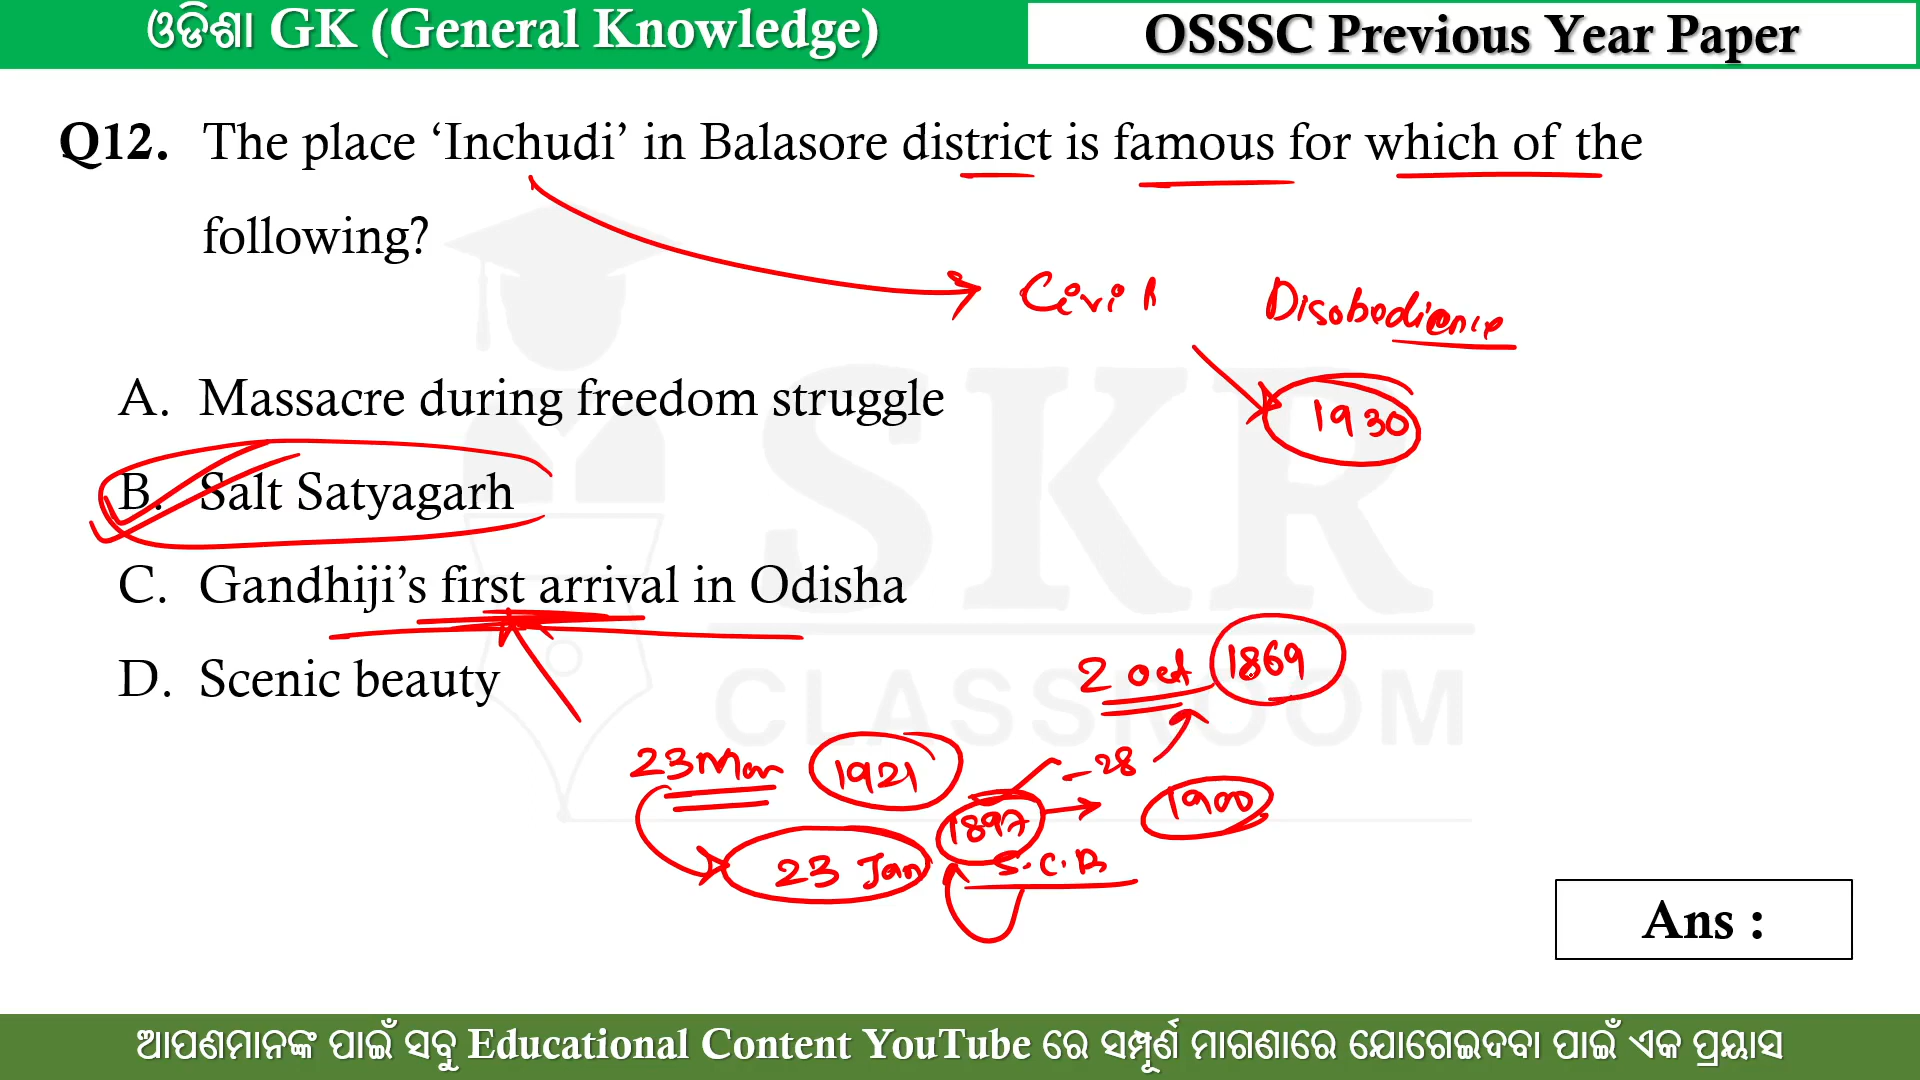 ଓଡିଶା GK (General Knowledge)
OSSSC Previous Year Paper
Q12. The place ‘Inchudi’ in Balasore district is famous for which of the
following?
Civil Disobedience
1930
A. Massacre during freedom struggle
B. Salt Satyagarh
C. Gandhiji’s first arrival in Odisha
D. Scenic beauty
SKR
CLASSROOM
2 oct 1869
23 Mar 1921
-28
1897
1900
23 Jan
S.C.B
Ans :
ଆପଣମାନଙ୍କ ପାଇଁ ସବୁ Educational Content YouTube ରେ ସମ୍ପୂର୍ଣ ମାଗଣାରେ ଯୋଗେଇଦବା ପାଇଁ ଏକ ପ୍ରୟାସ